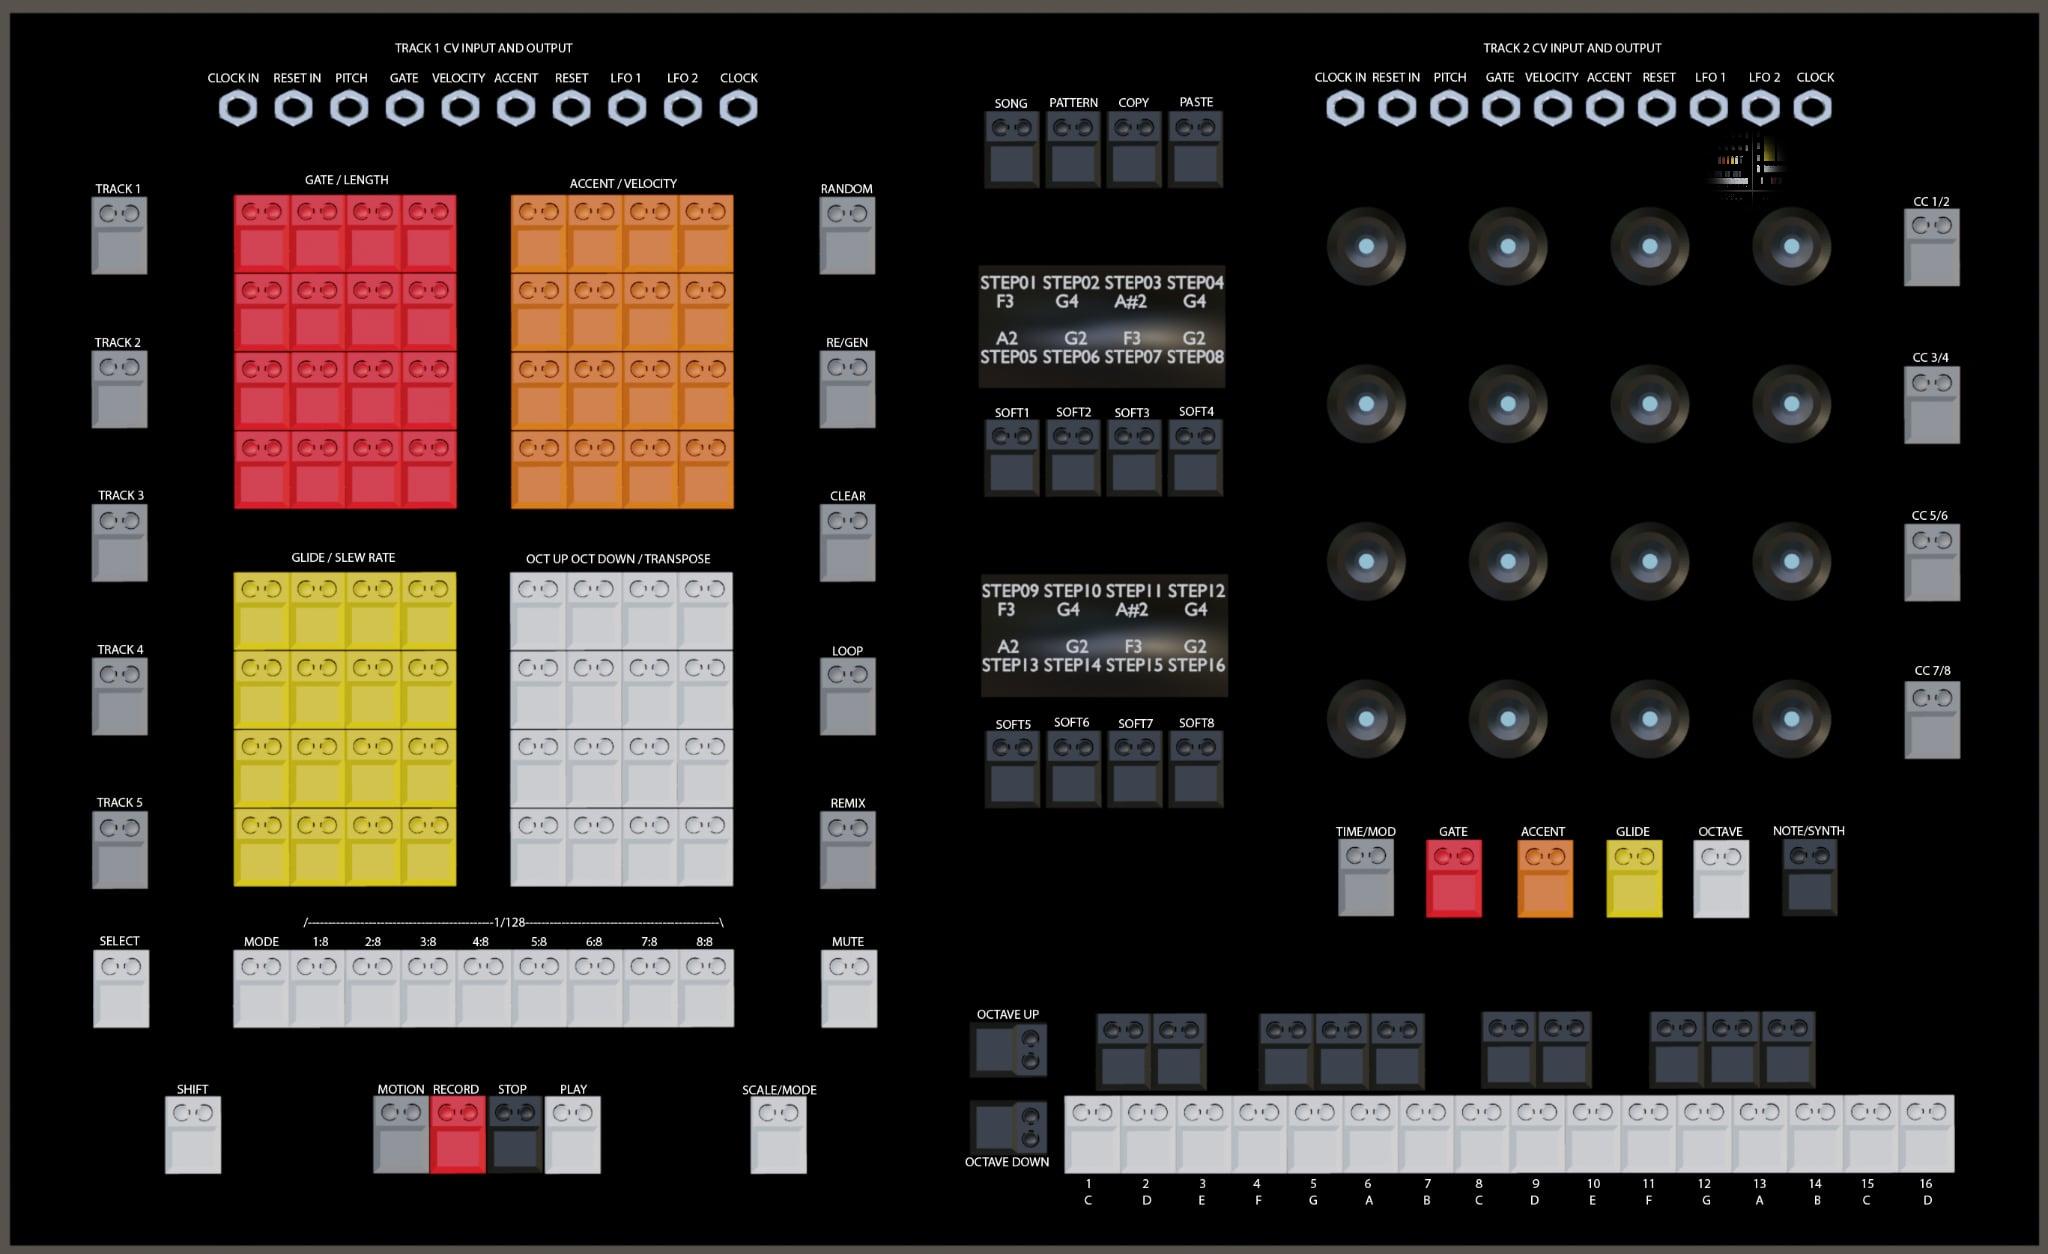 TRACK 1 CV INPUT AND OUTPUT
CLOCK IN RESET IN PITCH GATE VELOCITY ACCENT RESET LFO 1 LFO 2 CLOCK
TRACK 2 CV INPUT AND OUTPUT
CLOCK IN RESET IN PITCH GATE VELOCITY ACCENT RESET LFO 1 LFO 2 CLOCK
SONG PATTERN COPY PASTE
GATE / LENGTH
ACCENT / VELOCITY
TRACK 1
RANDOM
CC 1/2
STEP01 STEP02 STEP03 STEP04
F3 G4 A#2 G4
A2 G2 F3 G2
STEP05 STEP06 STEP07 STEP08
TRACK 2
RE/GEN
CC 3/4
SOFT1 SOFT2 SOFT3 SOFT4
TRACK 3
CLEAR
CC 5/6
GLIDE / SLEW RATE
OCT UP OCT DOWN / TRANSPOSE
STEP09 STEP10 STEP11 STEP12
F3 G4 A#2 G4
A2 G2 F3 G2
STEP13 STEP14 STEP15 STEP16
TRACK 4
LOOP
CC 7/8
SOFT5 SOFT6 SOFT7 SOFT8
TRACK 5
REMIX
TIME/MOD GATE ACCENT GLIDE OCTAVE NOTE/SYNTH
/--------------------------------------------1/128---------------------------------------------\
SELECT
MODE 1:8 2:8 3:8 4:8 5:8 6:8 7:8 8:8
MUTE
OCTAVE UP
SHIFT
MOTION RECORD STOP PLAY
SCALE/MODE
OCTAVE DOWN
1 2 3 4 5 6 7 8 9 10 11 12 13 14 15 16
C D E F G A B C D E F G A B C D